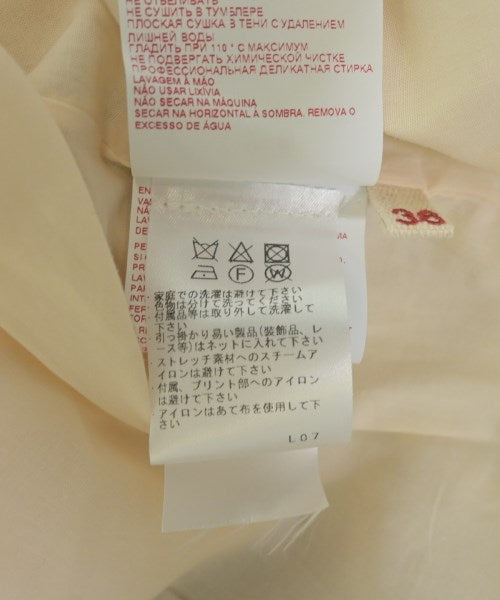 НЕ ОТБЕЛИВАТЬ
НЕ СУШИТЬ В ТУМБЛЕРЕ
ПЛОСКАЯ СУШКА В ТЕНИ С УДАЛЕНИЕМ
ЛИШНЕЙ ВОДЫ
ГЛАДИТЬ ПРИ 110 ° С МАКСИМУМ
НЕ ПОДВЕРГАТЬ ХИМИЧЕСКОЙ ЧИСТКЕ
ПРОФЕССИОНАЛЬНАЯ ДЕЛИКАТНАЯ СТИРКА
LAVAGEM À MÃO
NÃO USAR LIXÍVIA
NÃO SECAR NA MÁQUINA
SECAR NA HORIZONTAL À SOMBRA. REMOVA O
EXCESSO DE ÁGUA
38
F W
家庭での洗濯は避けて下さい
色物は分けて洗ってください
付属品等は取り外して洗濯して
下さい
引っ掛かり易い製品(装飾品、レ
ース等)はネットに入れて下さい
・ストレッチ素材へのスチームア
イロンは避けて下さい
・付属、プリント部へのアイロン
は避けて下さい
・アイロンはあて布を使用して下
さい
L07